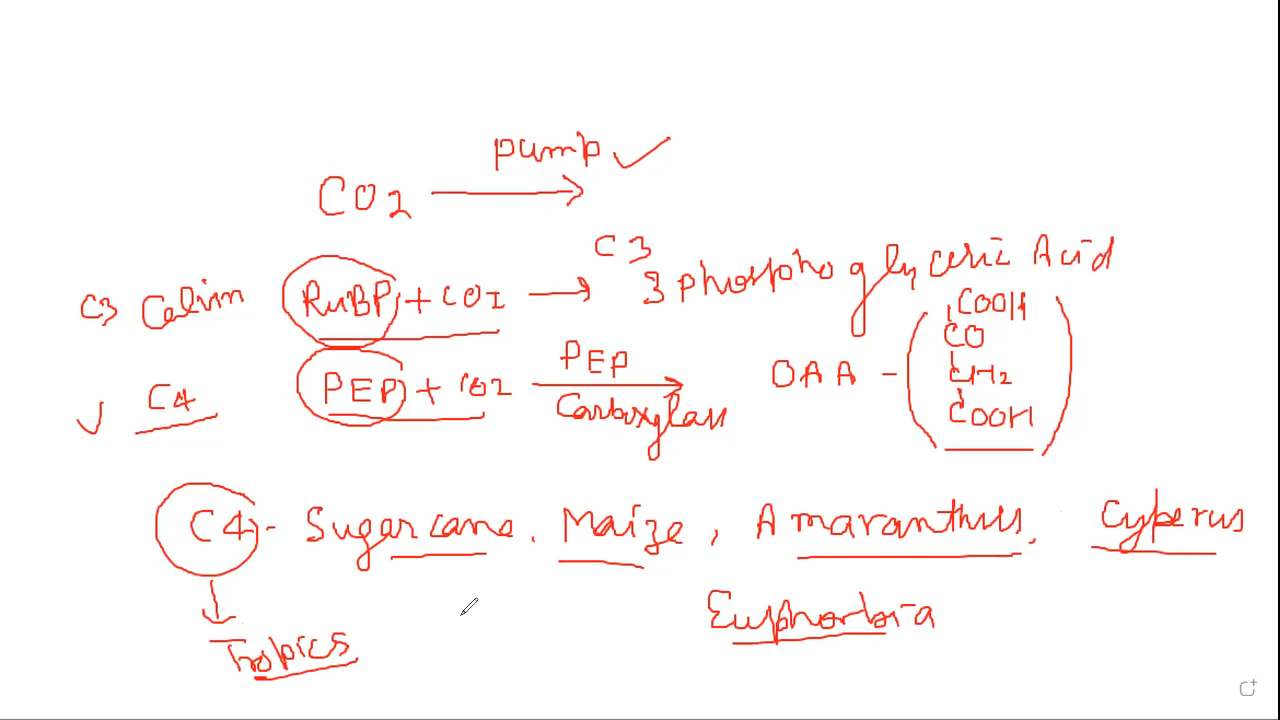 pump ✓
CO2 →
C3
C3 Calvin RuBP + CO2 → 3 phosphoglyceric Acid
COOH
CO
✓ C4 PEP + CO2 PEP → Carboxylase OAA - CH2
COOH
C4 - Sugarcane, Maize, Amaranthus, Cyperus
Euphorbia
Tropics